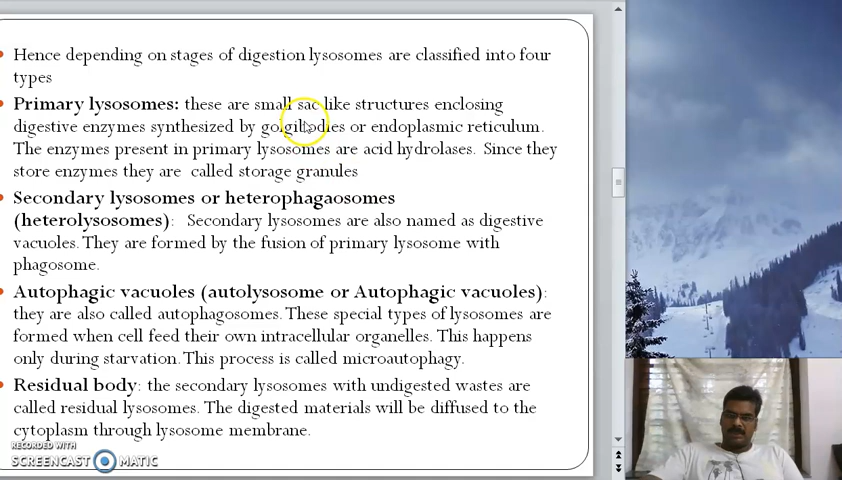 Hence depending on stages of digestion lysosomes are classified into four
types
Primary lysosomes: these are small sac like structures enclosing
digestive enzymes synthesized by golgibodies or endoplasmic reticulum.
The enzymes present in primary lysosomes are acid hydrolases. Since they
store enzymes they are called storage granules
Secondary lysosomes or heterophagaosomes
(heterolysosomes): Secondary lysosomes are also named as digestive
vacuoles. They are formed by the fusion of primary lysosome with
phagosome.
Autophagic vacuoles (autolysosome or Autophagic vacuoles):
they are also called autophagosomes. These special types of lysosomes are
formed when cell feed their own intracellular organelles. This happens
only during starvation. This process is called microautophagy.
Residual body: the secondary lysosomes with undigested wastes are
called residual lysosomes. The digested materials will be diffused to the
cytoplasm through lysosome membrane.
RECORDED WITH
SCREENCAST MATIC